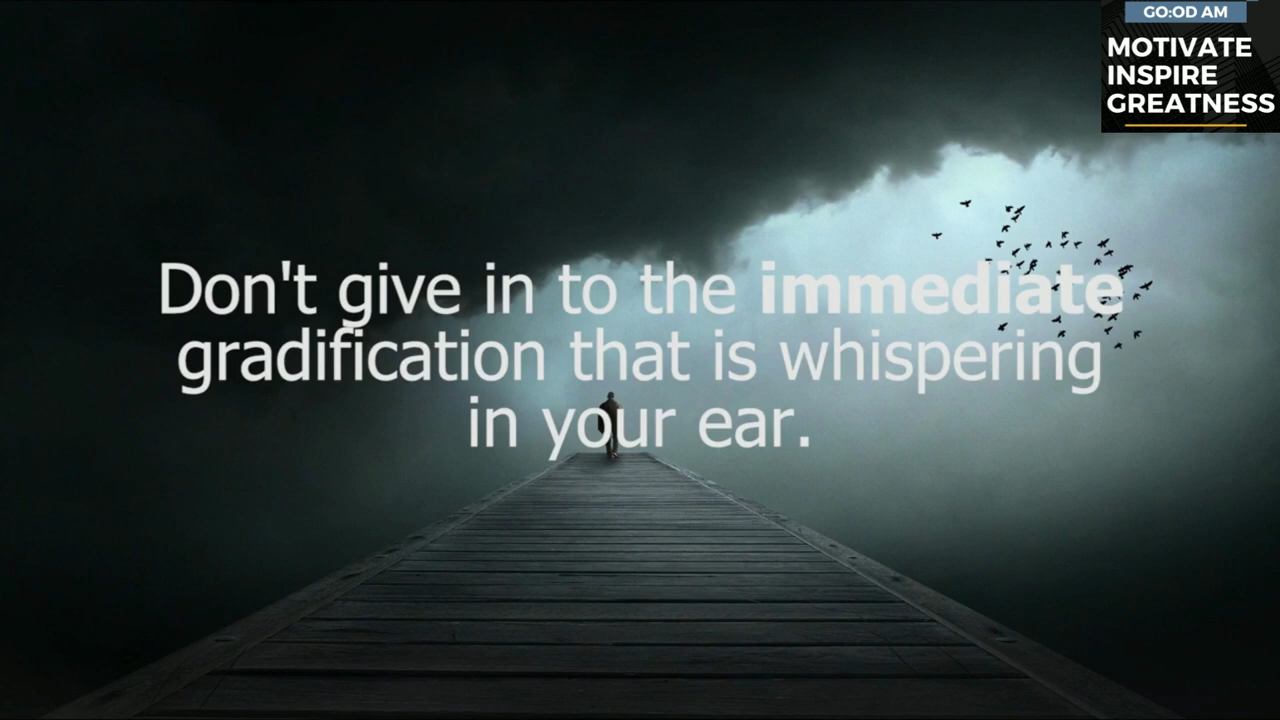 GO:OD AM
MOTIVATE
INSPIRE
GREATNESS
Don't give in to the immediate
gradification that is whispering
in your ear.